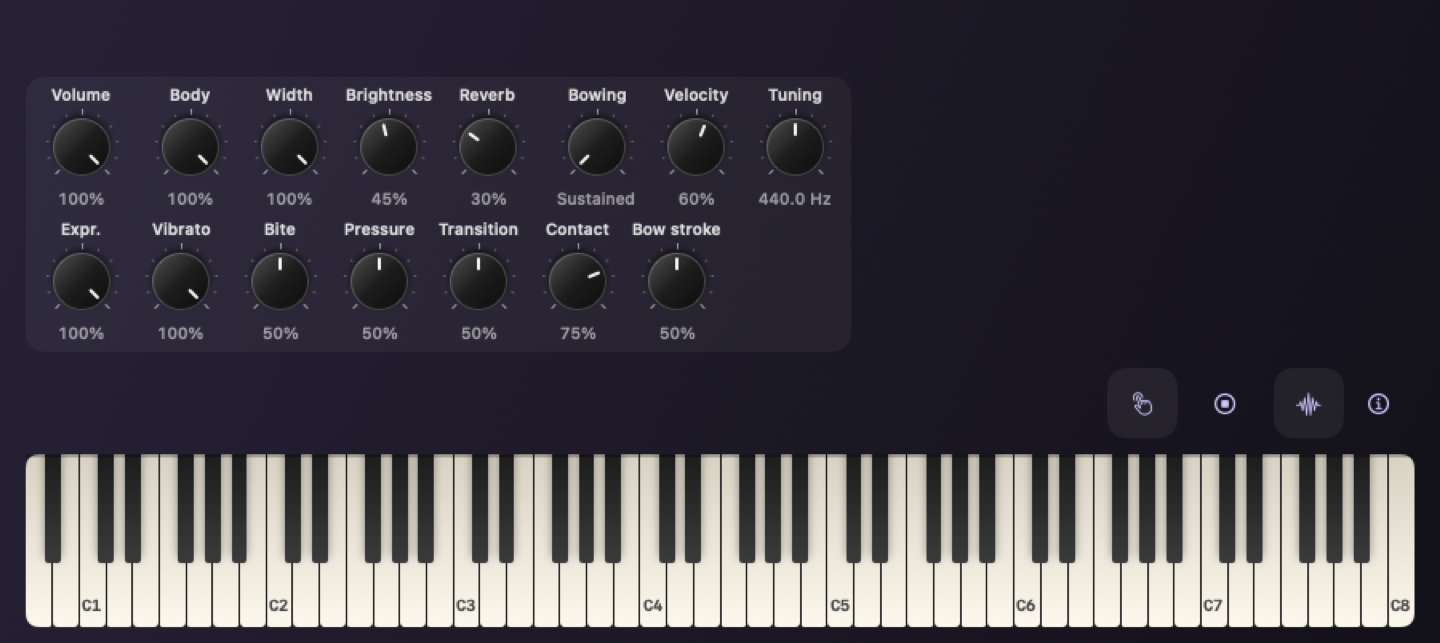 Volume Body Width Brightness Reverb Bowing Velocity Tuning
100% 100% 100% 45% 30% Sustained 60% 440.0 Hz
Expr. Vibrato Bite Pressure Transition Contact Bow stroke
100% 100% 50% 50% 50% 75% 50%
C1 C2 C3 C4 C5 C6 C7 C8